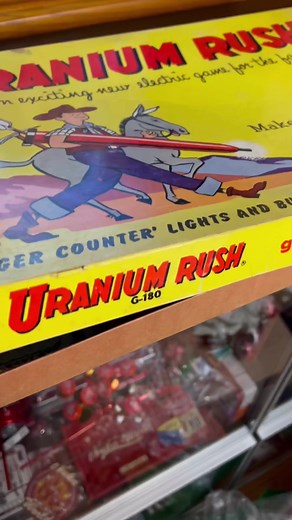 RANIUM RUSH
n exciting new electric game for the
Make
GER COUNTER' LIGHTS AND BU
URANIUM RUSH®
G-180
g